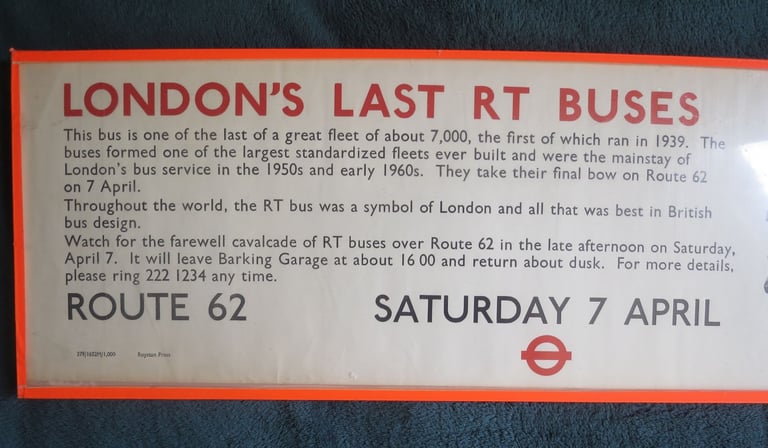 LONDON'S LAST RT BUSES
This bus is one of the last of a great fleet of about 7,000, the first of which ran in 1939. The
buses formed one of the largest standardized fleets ever built and were the mainstay of
London's bus service in the 1950s and early 1960s. They take their final bow on Route 62
on 7 April.
Throughout the world, the RT bus was a symbol of London and all that was best in British
bus design.
Watch for the farewell cavalcade of RT buses over Route 62 in the late afternoon on Saturday,
April 7. It will leave Barking Garage at about 16 00 and return about dusk. For more details,
please ring 222 1234 any time.
ROUTE 62 SATURDAY 7 APRIL
Royston Press